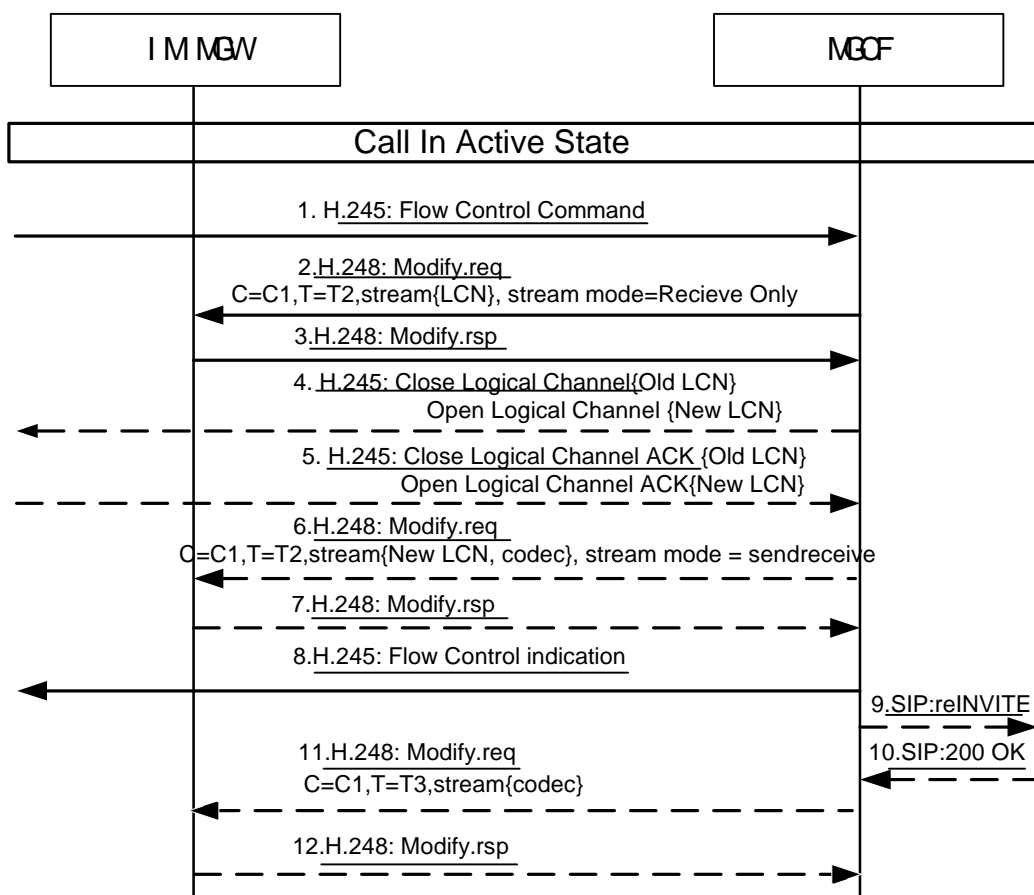 IM MGW
MGCF
Call In Active State
1. H.245: Flow Control Command
2.H.248: Modify.req
C=C1,T=T2,stream{LCN}, stream mode=Recieve Only
3.H.248: Modify.rsp
4. H.245: Close Logical Channel{Old LCN}
Open Logical Channel {New LCN}
5. H.245: Close Logical Channel ACK {Old LCN}
Open Logical Channel ACK{New LCN}
6.H.248: Modify.req
C=C1,T=T2,stream{New LCN, codec}, stream mode = sendreceive
7.H.248: Modify.rsp
8.H.245: Flow Control indication
9.SIP:reINVITE
10.SIP:200 OK
11.H.248: Modify.req
C=C1,T=T3,stream{codec}
12.H.248: Modify.rsp